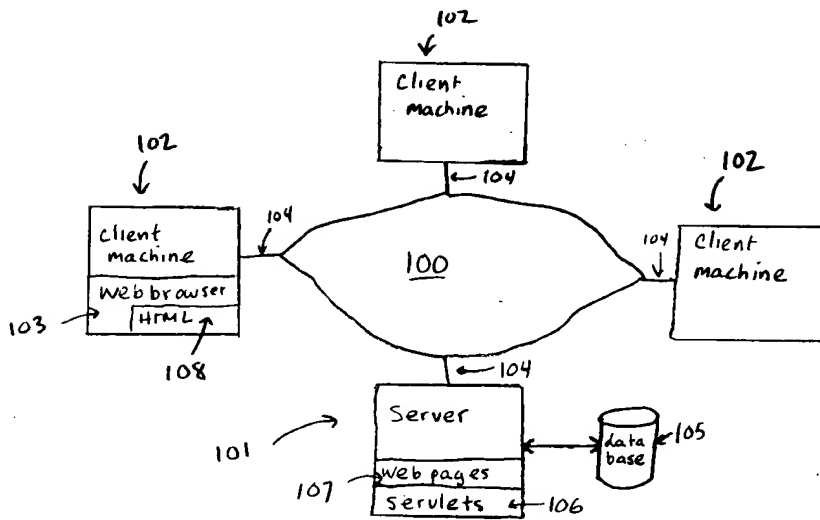 102
Client
machine
102
104
102
Client
machine
104
100
104
Client
machine
Web browser
HTML
103
108
104
Server
101
data
base
105
Web pages
107
Servlets
106